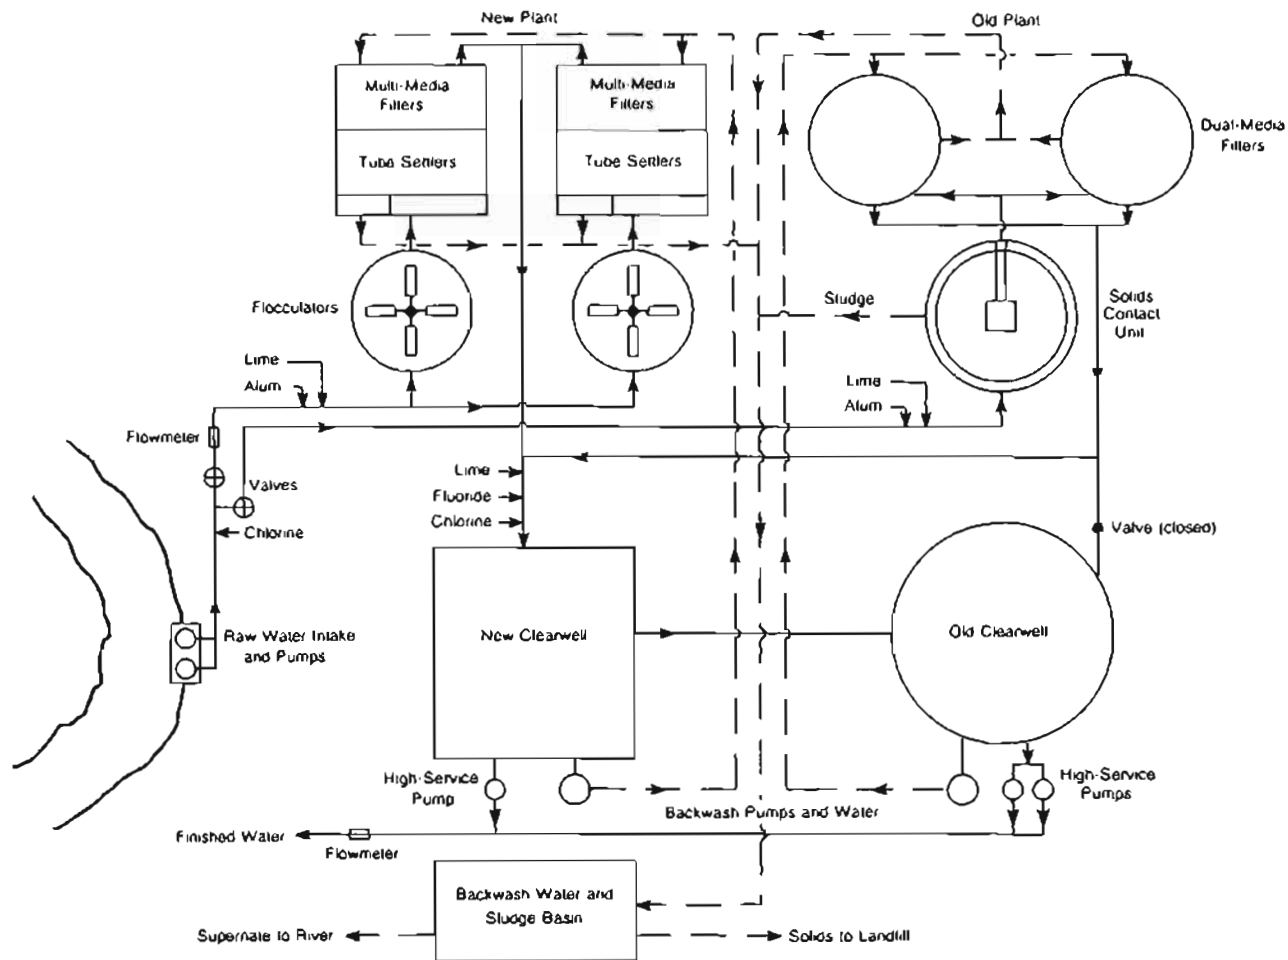 New Plant
Old Plant
Multi-Media
Filters
Multi-Media
Filters
Tube Settlers
Tube Settlers
Dual-Media
Filters
Flocculators
Sludge
Solids
Contact
Unit
Lime
Alum
Lime
Alum
Flowmeter
Valves
Chlorine
Lime
Fluoride
Chlorine
Valve (closed)
Raw Water Intake
and Pumps
New Clearwell
Old Clearwell
High-Service
Pump
High-Service
Pumps
Backwash Pumps and Water
Finished Water
Flowmeter
Backwash Water and
Sludge Basin
Supernate to River
Solids to Landfill